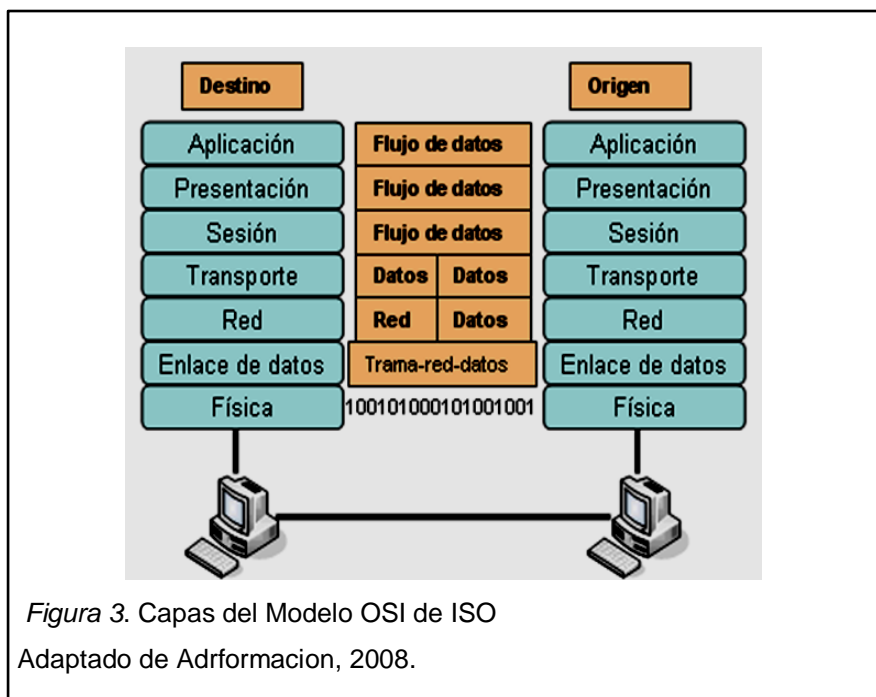 Destino Origen
Aplicación Flujo de datos Aplicación
Presentación Flujo de datos Presentación
Sesión Flujo de datos Sesión
Transporte Datos Datos Transporte
Red Red Datos Red
Enlace de datos Trama-red-datos Enlace de datos
Física 100101000101001001 Física
Figura 3. Capas del Modelo OSI de ISO
Adaptado de Adrformacion, 2008.